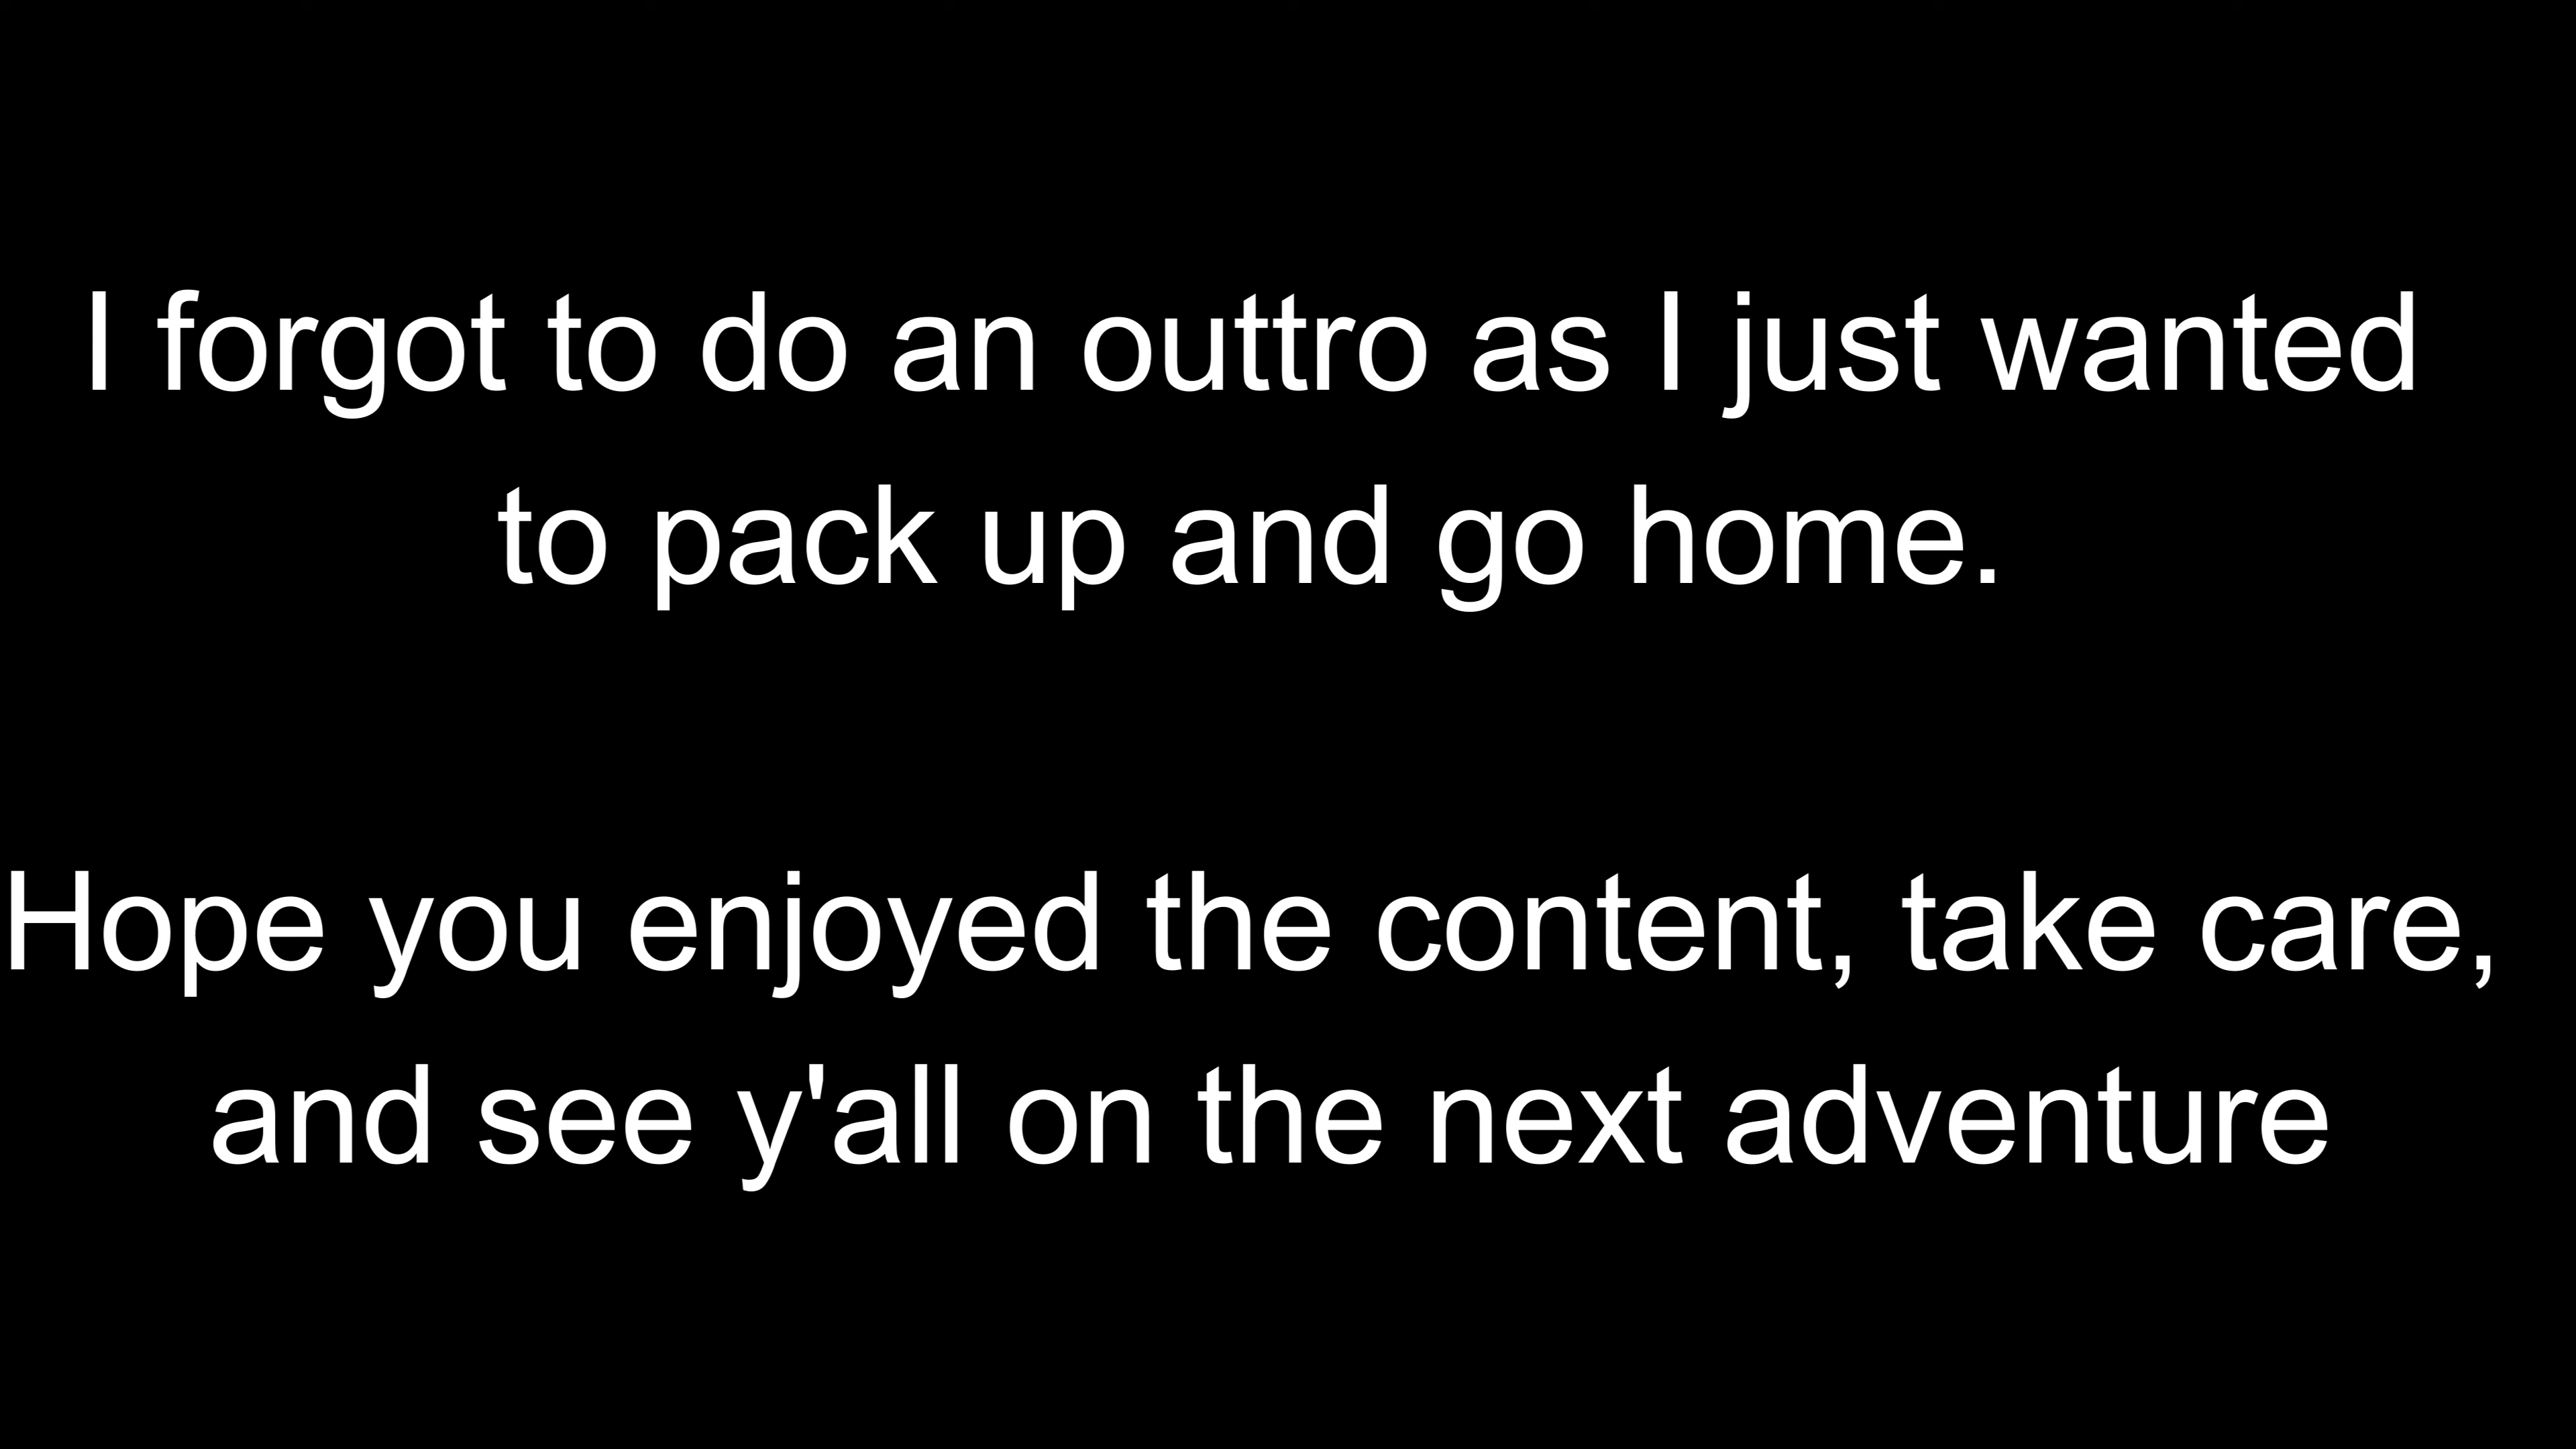 I forgot to do an outtro as I just wanted
to pack up and go home.
Hope you enjoyed the content, take care,
and see y'all on the next adventure